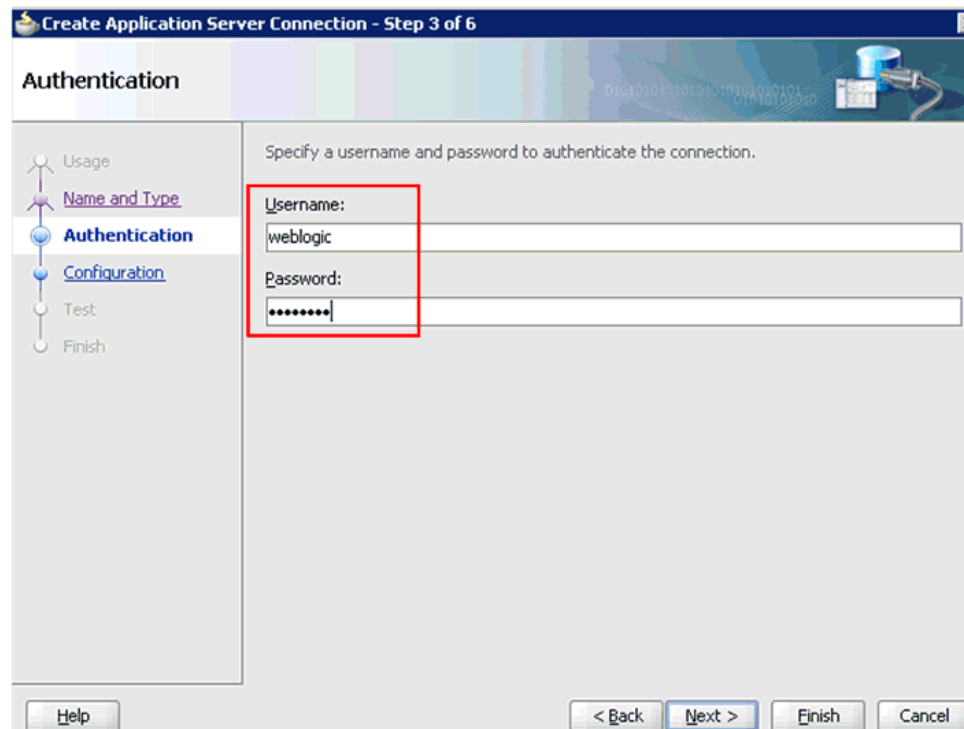 Create Application Server Connection - Step 3 of 6
Authentication
Usage
Name and Type
Authentication
Configuration
Test
Finish
Specify a username and password to authenticate the connection.
Username:
weblogic
Password:
••••••••
Help
< Back
Next >
Finish
Cancel